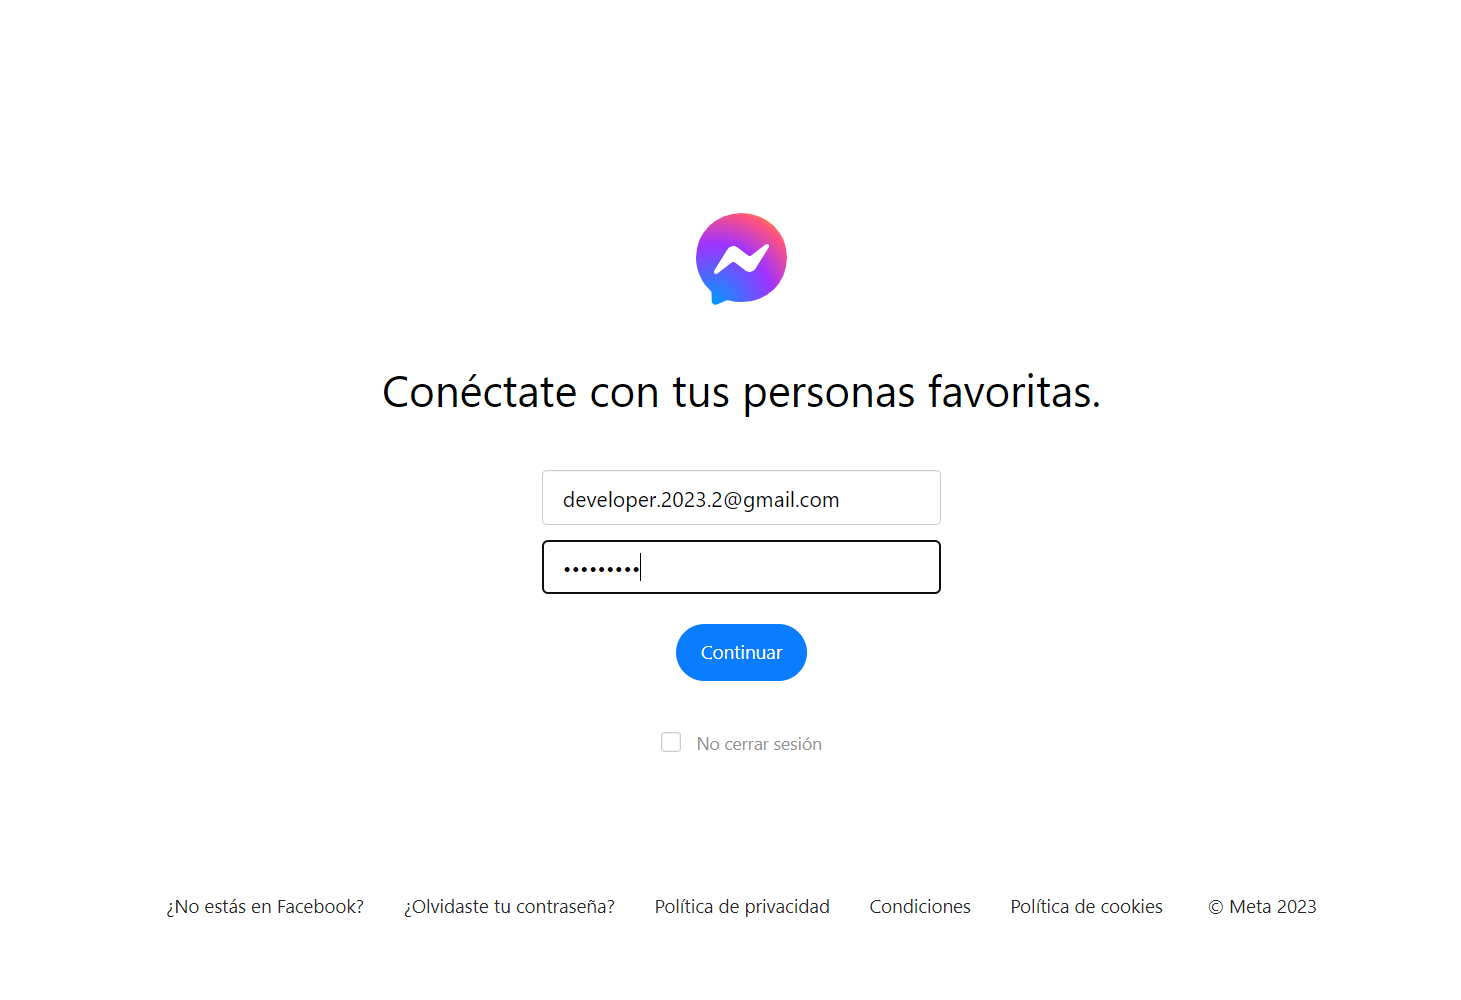 Conéctate con tus personas favoritas.
developer.2023.2@gmail.com
•••••••••
Continuar
No cerrar sesión
¿No estás en Facebook? ¿Olvidaste tu contraseña? Política de privacidad Condiciones Política de cookies © Meta 2023